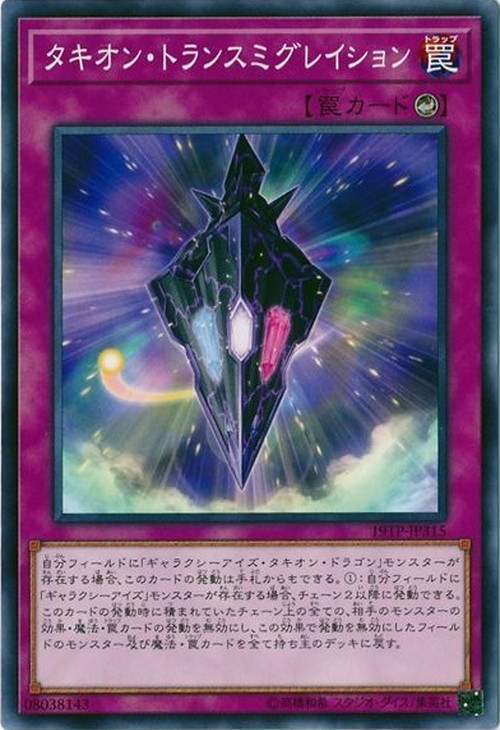 タキオン・トランスミグレイション
トラップ
罠
【罠カード】
19TP-JP315
自分フィールドに「ギャラクシーアイズ・タキオン・ドラゴン」モンスターが
存在する場合、このカードの発動は手札からもできる。①：自分フィールドに
「ギャラクシーアイズ」モンスターが存在する場合、チェーン2以降に発動できる。
このカードの発動時に積まれていたチェーン上の全ての、相手のモンスターの
効果・魔法・罠カードの発動を無効にし、この効果で発動を無効にしたフィール
ドのモンスター及び魔法・罠カードを全て持ち主のデッキに戻す。
08038143
©高橋和希 スタジオ・ダイス/集英社